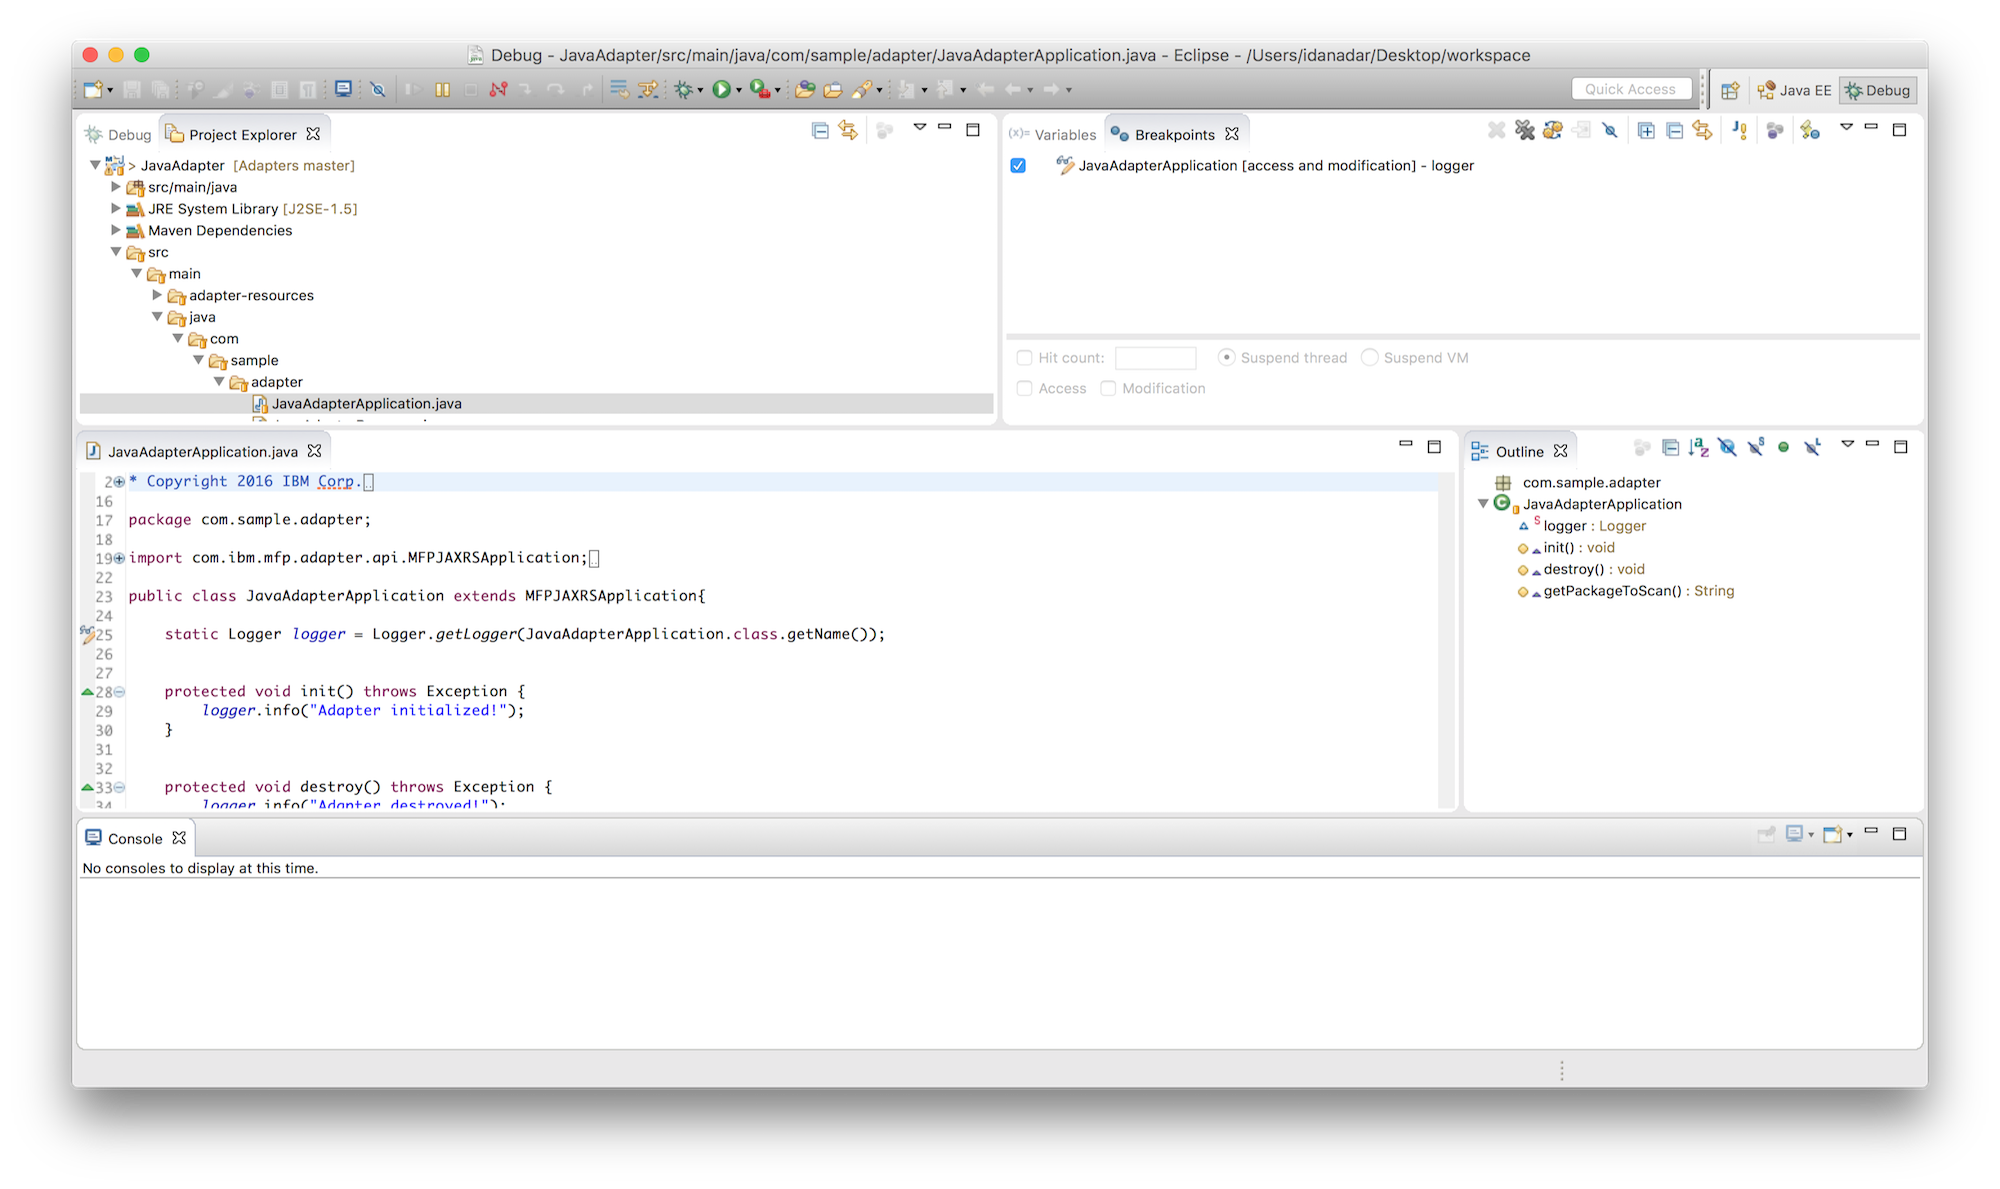 Debug - JavaAdapter/src/main/java/com/sample/adapter/JavaAdapterApplication.java - Eclipse - /Users/idanadar/Desktop/workspace
Quick Access
Java EE
Debug
Debug
Project Explorer
> JavaAdapter [Adapters master]
src/main/java
JRE System Library [J2SE-1.5]
Maven Dependencies
src
main
adapter-resources
java
com
sample
adapter
JavaAdapterApplication.java
(x)= Variables
Breakpoints
JavaAdapterApplication [access and modification] - logger
Hit count:
Suspend thread
Suspend VM
Access
Modification
JavaAdapterApplication.java
2 * Copyright 2016 IBM Corp.
16
17 package com.sample.adapter;
18
19 import com.ibm.mfp.adapter.api.MFPJAXRSApplication;
22
23 public class JavaAdapterApplication extends MFPJAXRSApplication{
24
25 static Logger logger = Logger.getLogger(JavaAdapterApplication.class.getName());
26
27
28 protected void init() throws Exception {
29 logger.info("Adapter initialized!");
30 }
31
32
33 protected void destroy() throws Exception {
34 logger.info("Adapter destroyed!");
Outline
com.sample.adapter
JavaAdapterApplication
logger : Logger
init() : void
destroy() : void
getPackageToScan() : String
Console
No consoles to display at this time.